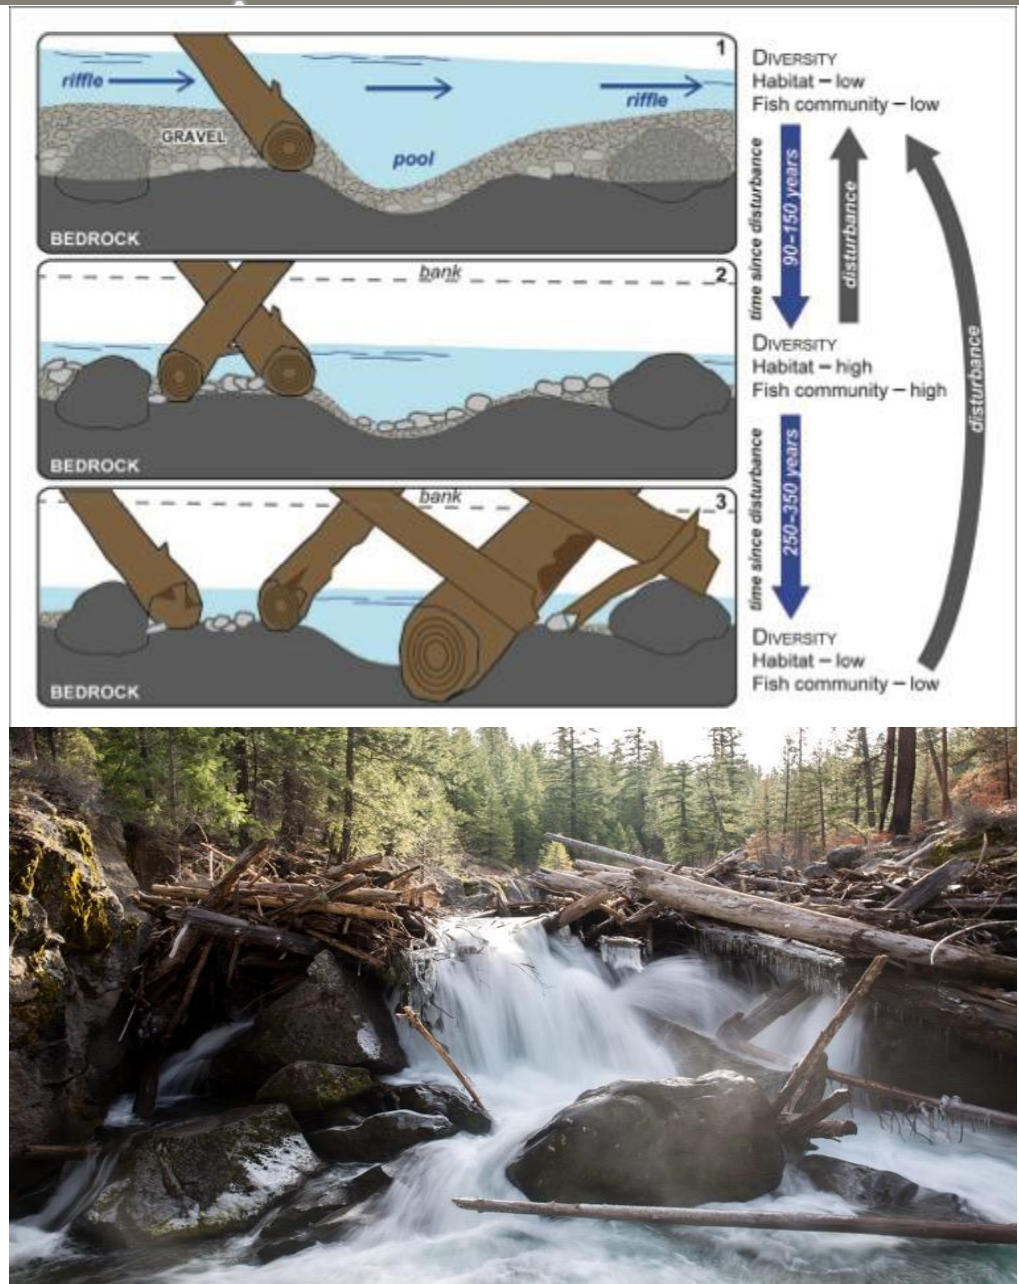 1
riffle
riffle
GRAVEL
pool
BEDROCK
DIVERSITY
Habitat – low
Fish community – low
time since disturbance
90–150 years
disturbance
bank
2
BEDROCK
DIVERSITY
Habitat – high
Fish community – high
disturbance
time since disturbance
250–350 years
bank
3
BEDROCK
DIVERSITY
Habitat – low
Fish community – low